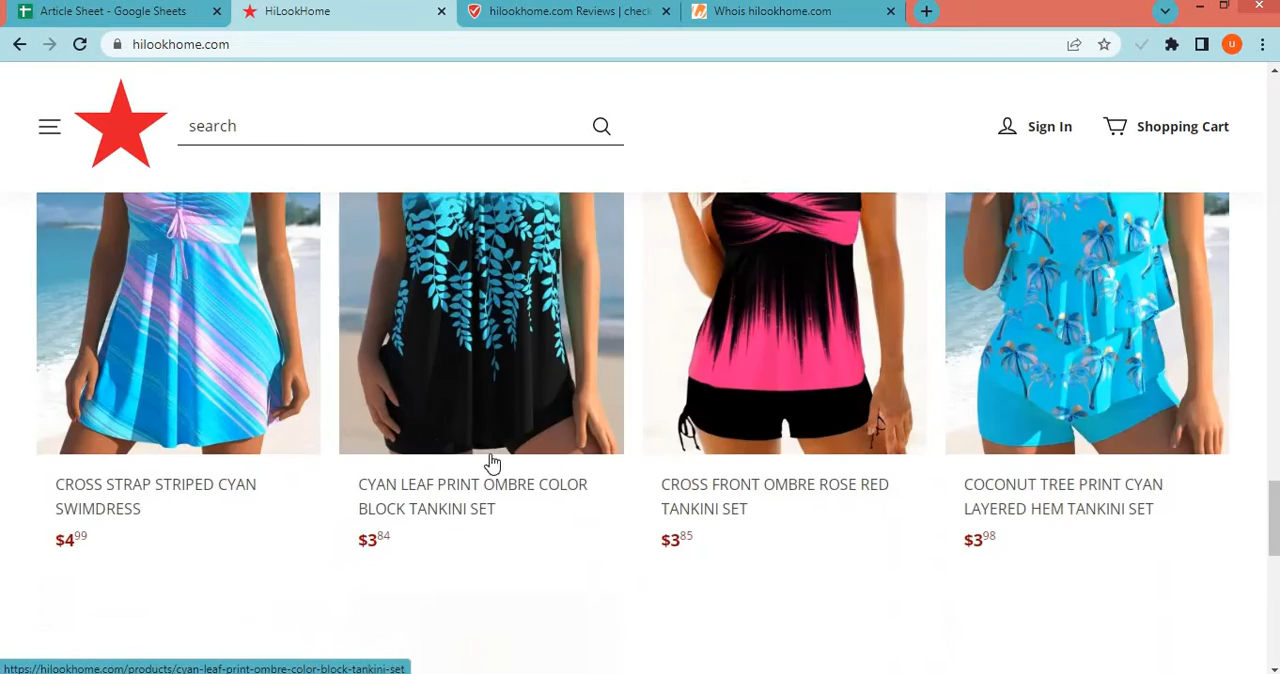 Article Sheet - Google Sheets
HiLookHome
hilookhome.com Reviews | check
Whois hilookhome.com
hilookhome.com
u
search
Sign In
Shopping Cart
CROSS STRAP STRIPED CYAN
SWIMDRESS
$4.99
CYAN LEAF PRINT OMBRE COLOR
BLOCK TANKINI SET
$3.84
CROSS FRONT OMBRE ROSE RED
TANKINI SET
$3.85
COCONUT TREE PRINT CYAN
LAYERED HEM TANKINI SET
$3.98
https://hilookhome.com/products/cyan-leaf-print-ombre-color-block-tankini-set